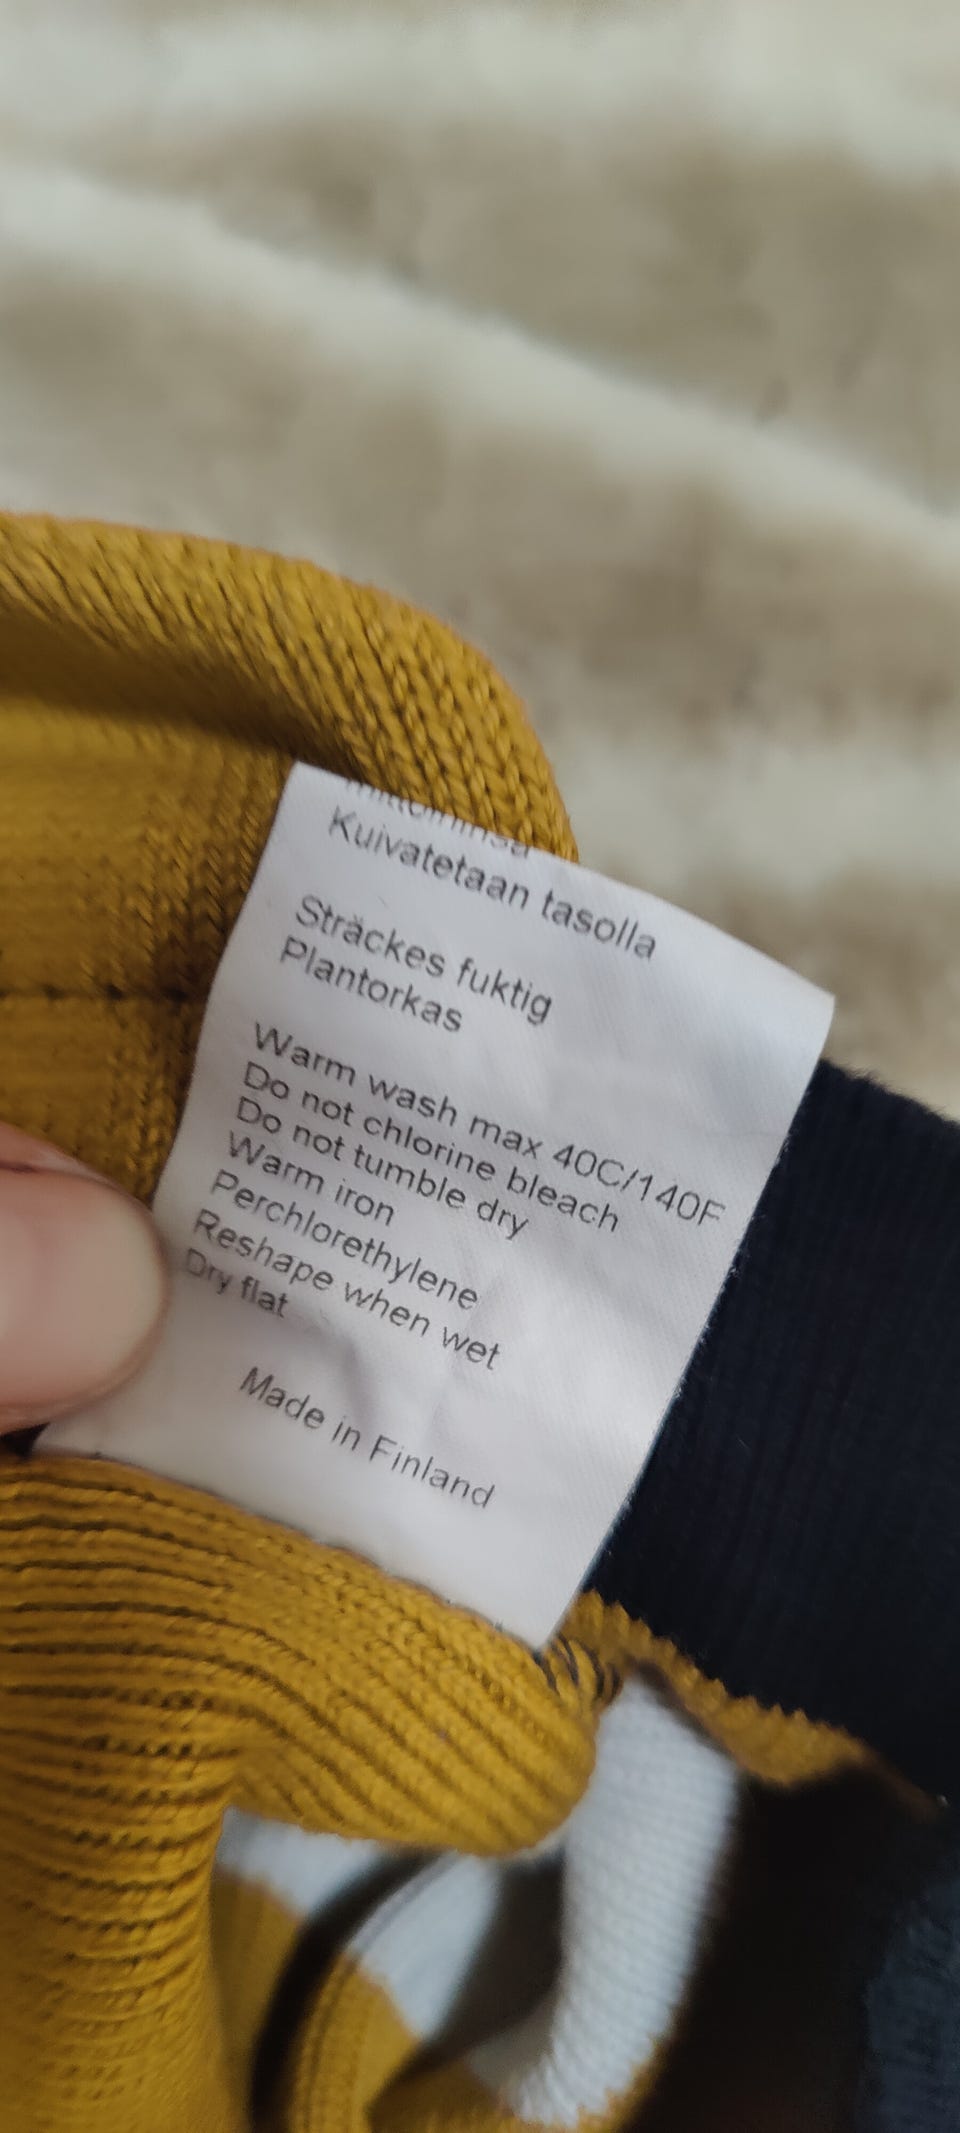 mittoihinsa
Kuivatetaan tasolla
Sträckes fuktig
Plantorkas
Warm wash max 40C/140F
Do not chlorine bleach
Do not tumble dry
Warm iron
Perchlorethylene
Reshape when wet
Dry flat
Made in Finland